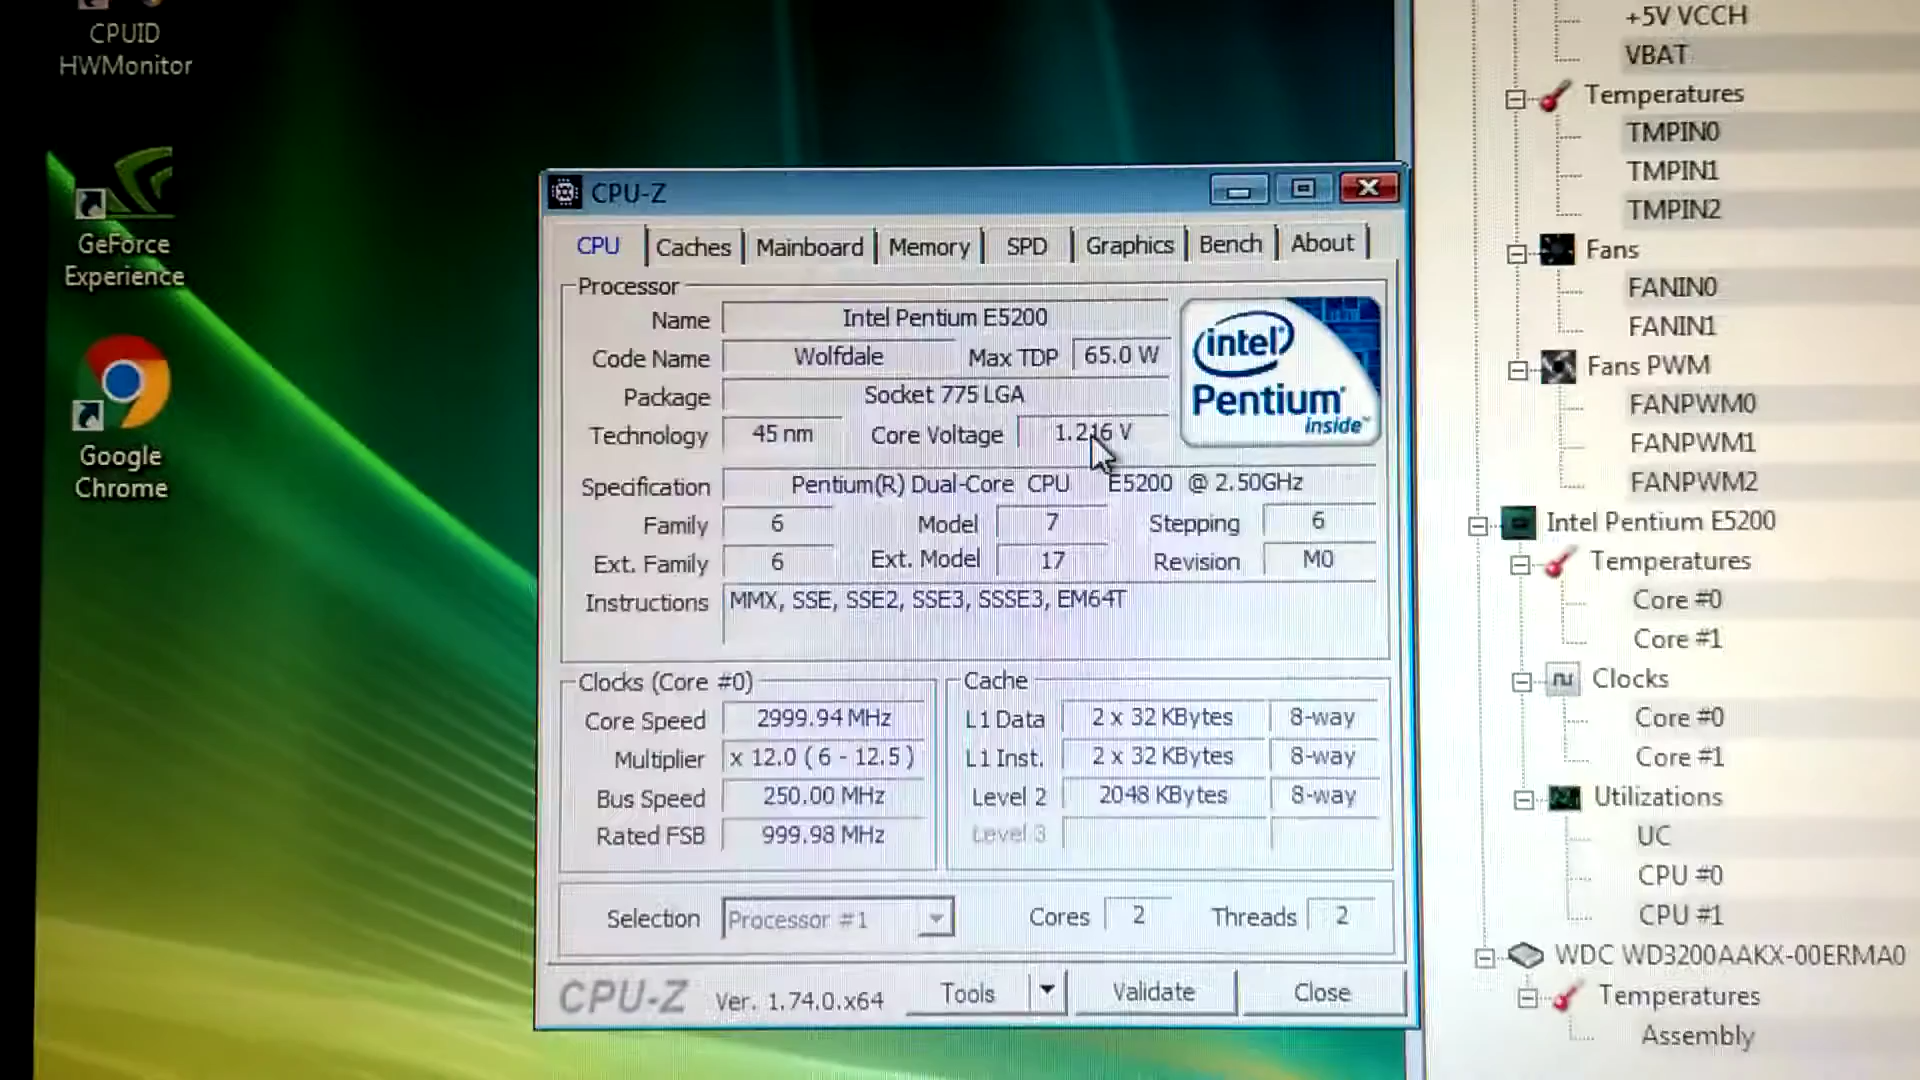 CPUID
HWMonitor
GeForce
Experience
Google
Chrome
CPU-Z
CPU Caches Mainboard Memory SPD Graphics Bench About
Processor
Name Intel Pentium E5200
Code Name Wolfdale Max TDP 65.0 W
Package Socket 775 LGA
Technology 45 nm Core Voltage 1.216 V
Specification Pentium(R) Dual-Core CPU E5200 @ 2.50GHz
Family 6 Model 7 Stepping 6
Ext. Family 6 Ext. Model 17 Revision M0
Instructions MMX, SSE, SSE2, SSE3, SSSE3, EM64T
intel
Pentium
inside™
Clocks (Core #0)
Core Speed 2999.94 MHz
Multiplier x 12.0 ( 6 - 12.5 )
Bus Speed 250.00 MHz
Rated FSB 999.98 MHz
Cache
L1 Data 2 x 32 KBytes 8-way
L1 Inst. 2 x 32 KBytes 8-way
Level 2 2048 KBytes 8-way
Level 3
Selection Processor #1 Cores 2 Threads 2
CPU-Z Ver. 1.74.0.x64 Tools Validate Close
+5V VCCH
VBAT
Temperatures
TMPIN0
TMPIN1
TMPIN2
Fans
FANIN0
FANIN1
Fans PWM
FANPWM0
FANPWM1
FANPWM2
Intel Pentium E5200
Temperatures
Core #0
Core #1
Clocks
Core #0
Core #1
Utilizations
UC
CPU #0
CPU #1
WDC WD3200AAKX-00ERMA0
Temperatures
Assembly